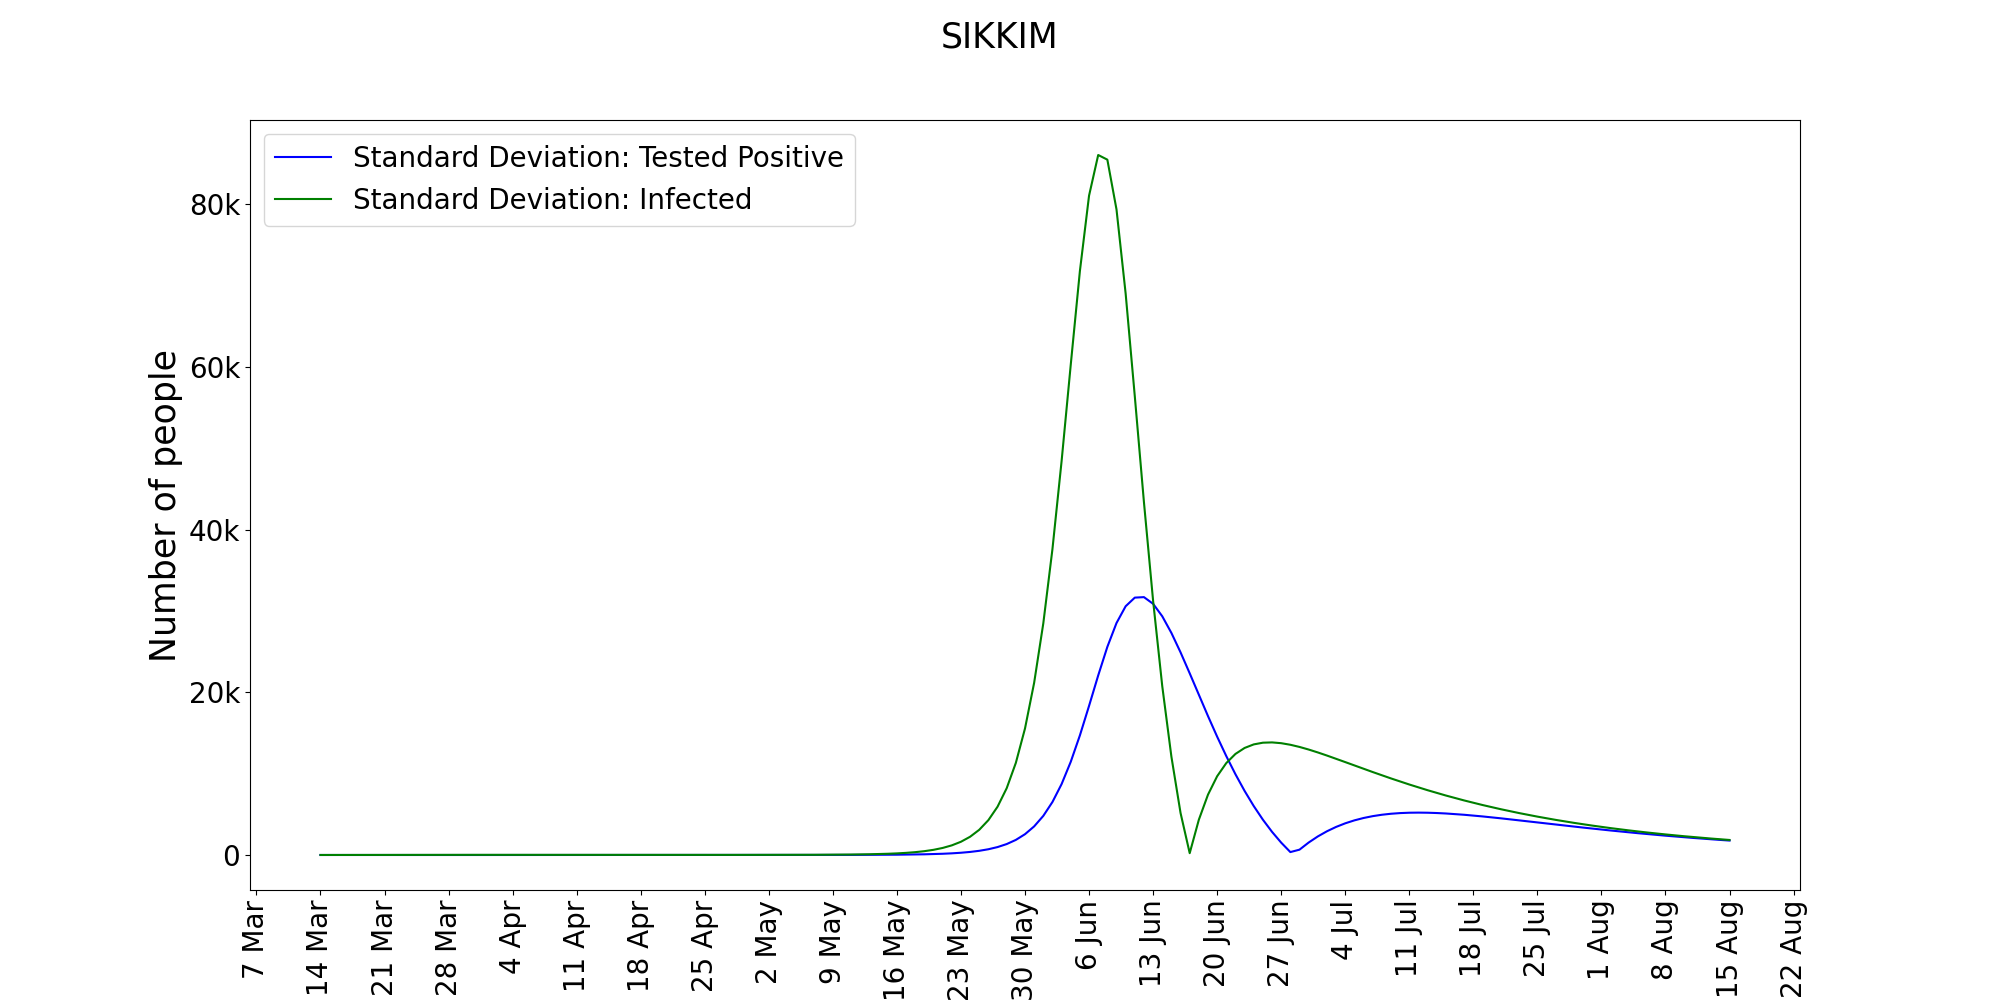 SIKKIM
Standard Deviation: Tested Positive
Standard Deviation: Infected
Number of people
80k
60k
40k
20k
0
7 Mar
14 Mar
21 Mar
28 Mar
4 Apr
11 Apr
18 Apr
25 Apr
2 May
9 May
16 May
23 May
30 May
6 Jun
13 Jun
20 Jun
27 Jun
4 Jul
11 Jul
18 Jul
25 Jul
1 Aug
8 Aug
15 Aug
22 Aug